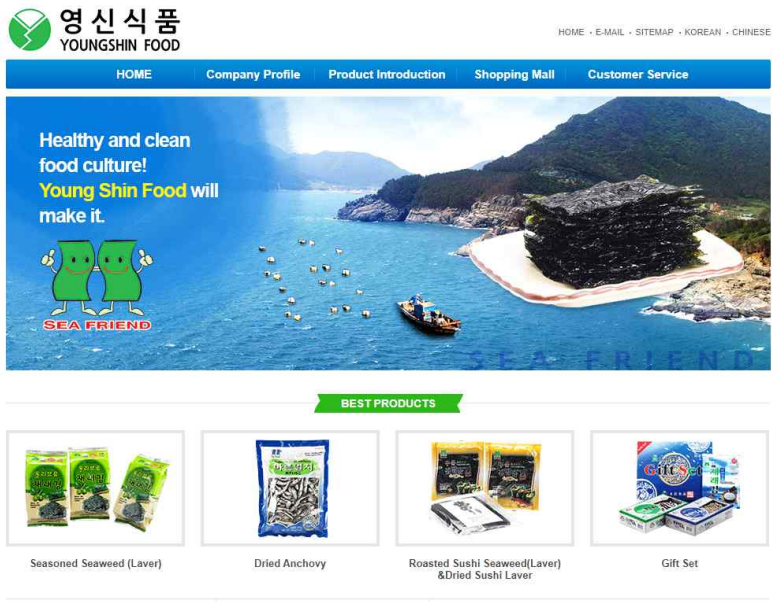 영신식품
YOUNGSHIN FOOD
HOME • E-MAIL • SITEMAP • KOREAN • CHINESE
HOME Company Profile Product Introduction Shopping Mall Customer Service
Healthy and clean
food culture!
Young Shin Food will
make it.
SEA FRIEND
SEA FRIEND
BEST PRODUCTS
Gift Set
Seasoned Seaweed (Laver)
Dried Anchovy
Roasted Sushi Seaweed(Laver)
&Dried Sushi Laver
Gift Set